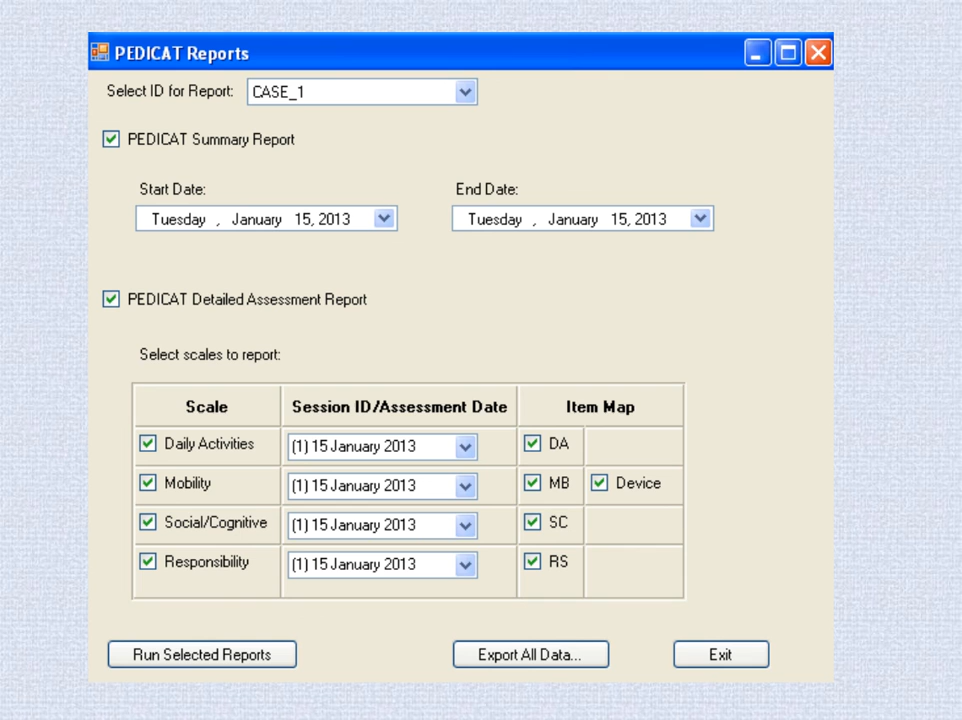 PEDICAT Reports
Select ID for Report: CASE_1
PEDICAT Summary Report
Start Date: End Date:
Tuesday , January 15, 2013 Tuesday , January 15, 2013
PEDICAT Detailed Assessment Report
Select scales to report:
Scale Session ID/Assessment Date Item Map
Daily Activities (1) 15 January 2013 DA
Mobility (1) 15 January 2013 MB Device
Social/Cognitive (1) 15 January 2013 SC
Responsibility (1) 15 January 2013 RS
Run Selected Reports Export All Data... Exit